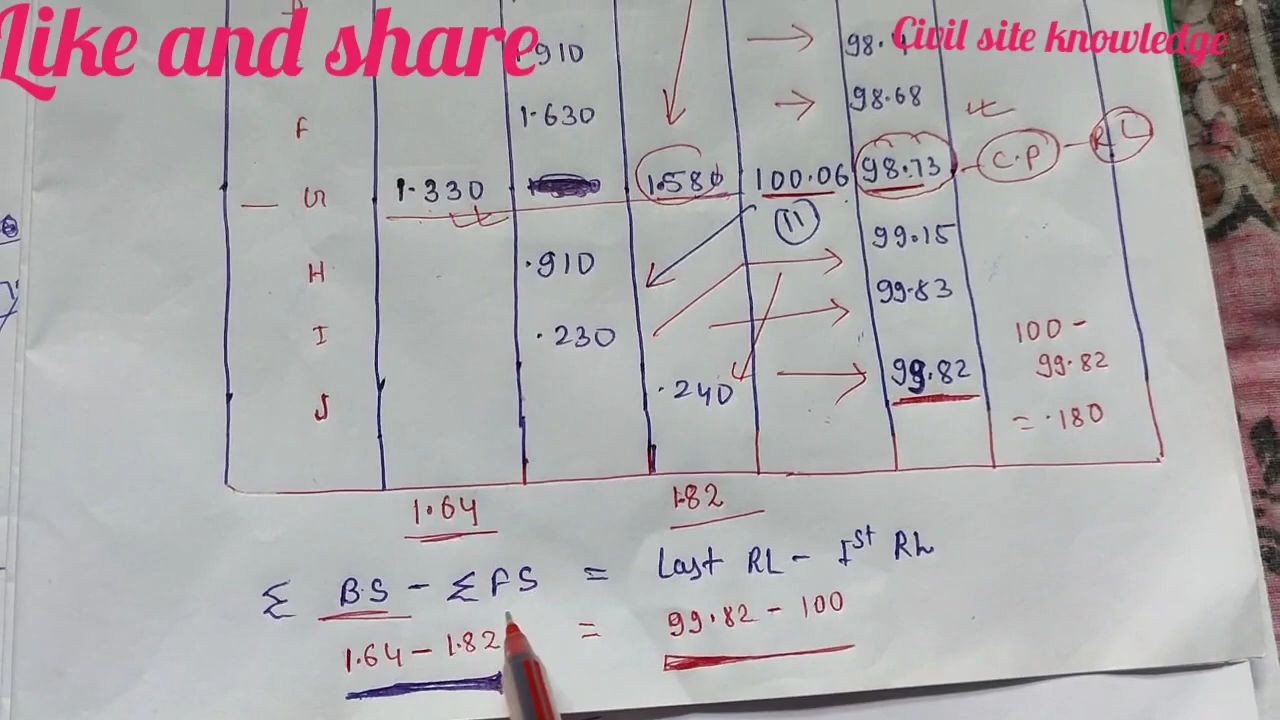 Like and share
Civil site knowledge
.910
1.630 98.68
F
G 1.330 1.580 100.06 98.73 C.P RL
99.15
H .910
99.83
I .230
100 -
99.82
99.82
J .240
= .180
1.64 1.82
Σ B.S - Σ FS = Last RL - Ist RL
1.64 - 1.82 = 99.82 - 100